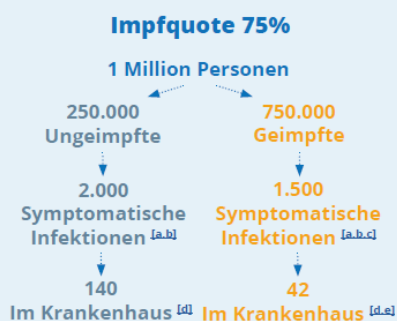 Impfquote 75%
1 Million Personen
250.000
Ungeimpfte
750.000
Geimpfte
2.000
Symptomatische
Infektionen [a,b]
1.500
Symptomatische
Infektionen [a,b,c]
140
Im Krankenhaus [d]
42
Im Krankenhaus [d,e]